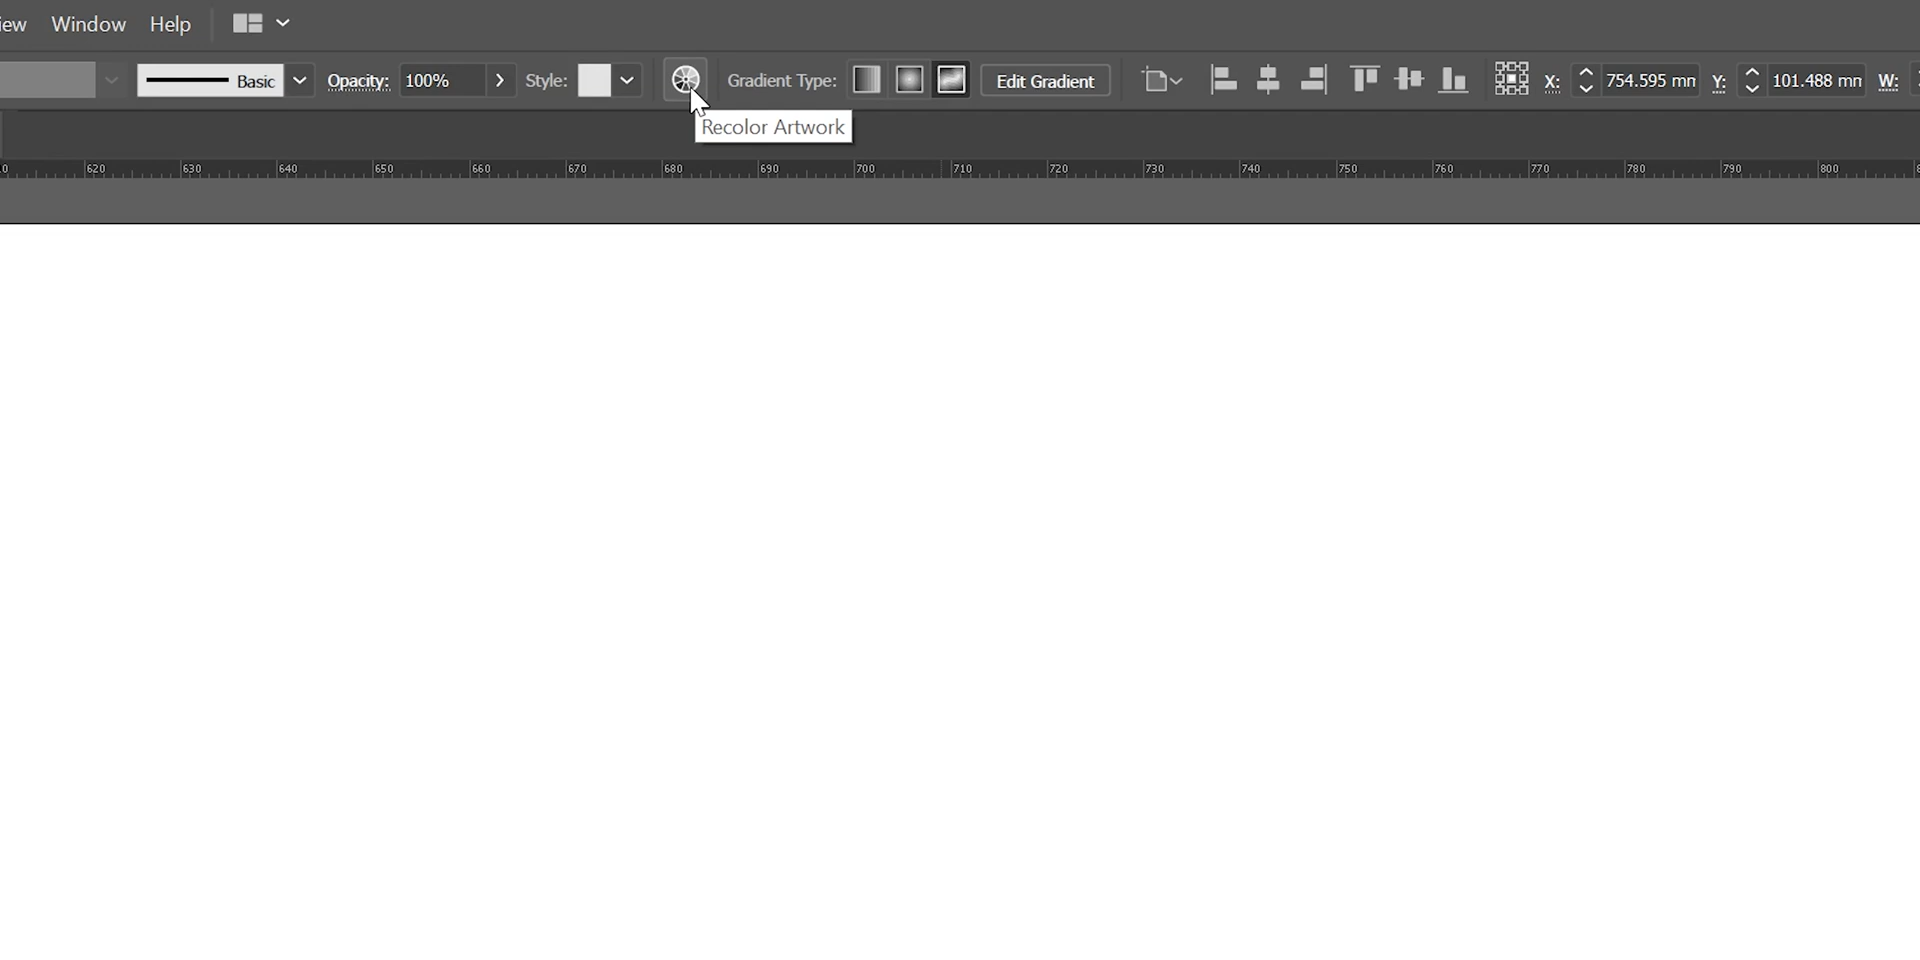 iew Window Help
Basic Opacity: 100% Style: Gradient Type: Edit Gradient X: 754.595 mn Y: 101.488 mn W:
Recolor Artwork
0 620 630 640 650 660 670 680 690 700 710 720 730 740 750 760 770 780 790 800 8